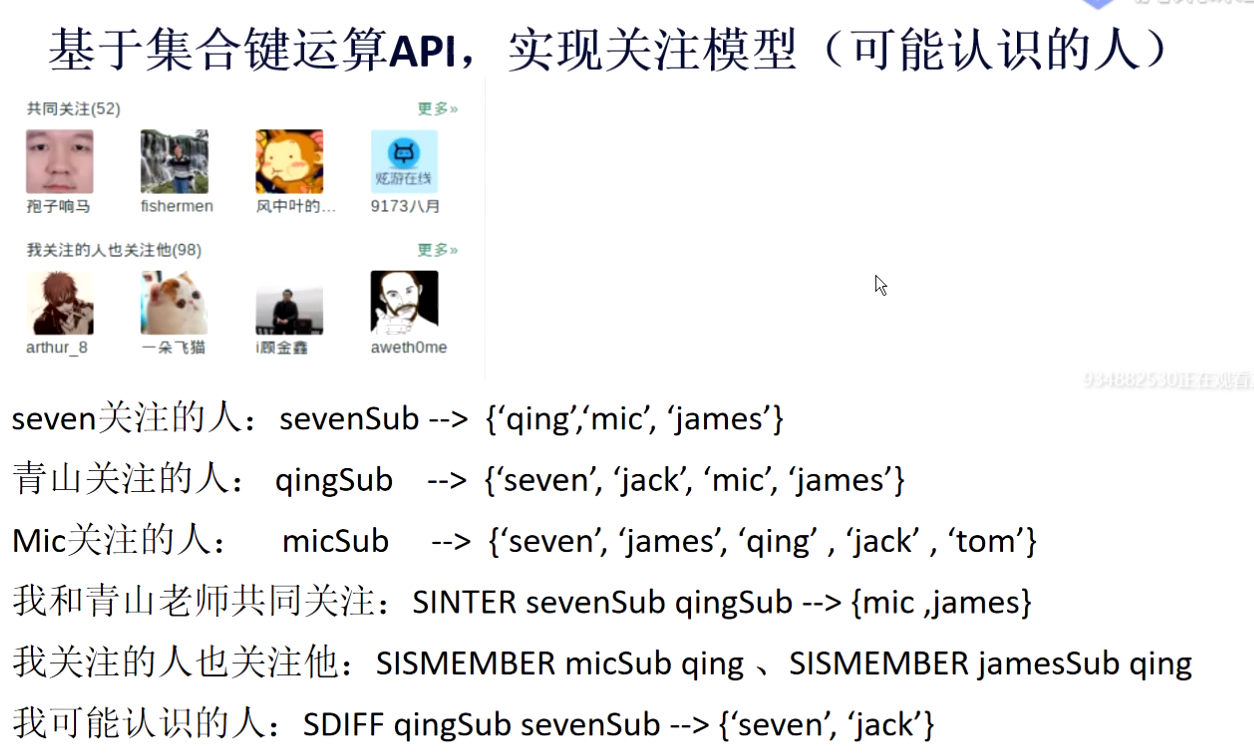 基于集合键运算API，实现关注模型（可能认识的人）
共同关注(52) 更多»
炫游在线
孢子响马 fishermen 风中叶的... 9173八月
我关注的人也关注他(98) 更多»
arthur_8 一朵飞猫 i顾金鑫 aweth0me
934882530正在观看
seven关注的人：sevenSub --> {‘qing’,‘mic’, ‘james’}
青山关注的人： qingSub --> {‘seven’, ‘jack’, ‘mic’, ‘james’}
Mic关注的人： micSub --> {‘seven’, ‘james’, ‘qing’ , ‘jack’ , ‘tom’}
我和青山老师共同关注：SINTER sevenSub qingSub --> {mic ,james}
我关注的人也关注他：SISMEMBER micSub qing 、SISMEMBER jamesSub qing
我可能认识的人：SDIFF qingSub sevenSub --> {‘seven’, ‘jack’}